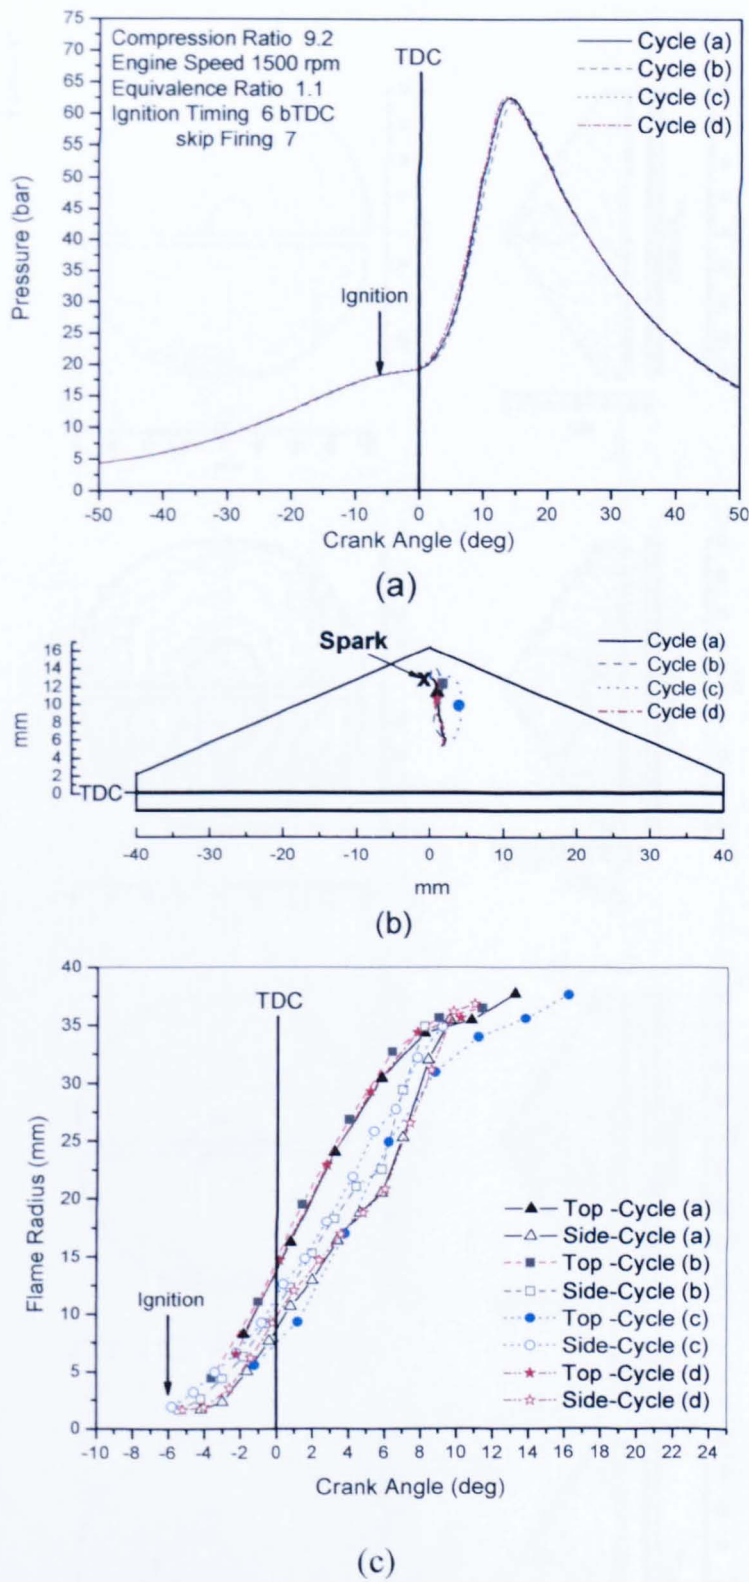 Compression Ratio 9.2
Engine Speed 1500 rpm
Equivalence Ratio 1.1
Ignition Timing 6 bTDC
skip Firing 7
TDC
Cycle (a)
Cycle (b)
Cycle (c)
Cycle (d)
Ignition
Pressure (bar)
75
70
65
60
55
50
45
40
35
30
25
20
15
10
5
0
-50 -40 -30 -20 -10 0 10 20 30 40 50
Crank Angle (deg)
(a)
Spark
x
Cycle (a)
Cycle (b)
Cycle (c)
Cycle (d)
mm
16
14
12
10
8
6
4
2
0
TDC
-40 -30 -20 -10 0 10 20 30 40
mm
(b)
TDC
Ignition
Flame Radius (mm)
40
35
30
25
20
15
10
5
0
Top -Cycle (a)
Side-Cycle (a)
Top -Cycle (b)
Side-Cycle (b)
Top -Cycle (c)
Side-Cycle (c)
Top -Cycle (d)
Side-Cycle (d)
-10 -8 -6 -4 -2 0 2 4 6 8 10 12 14 16 18 20 22 24
Crank Angle (deg)
(c)